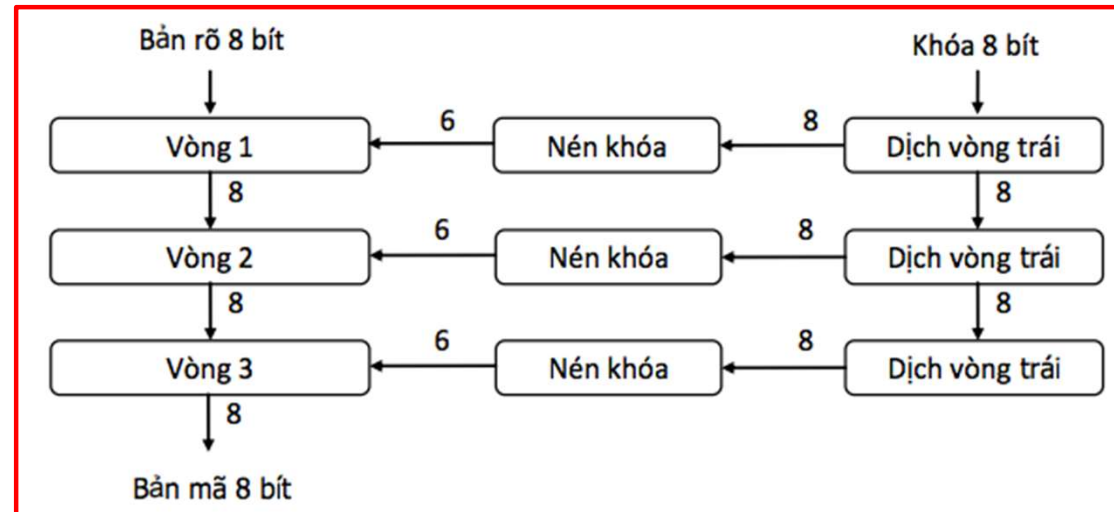 Bản rõ 8 bít Khóa 8 bít
Vòng 1 6 Nén khóa 8 Dịch vòng trái
8 8
Vòng 2 6 Nén khóa 8 Dịch vòng trái
8 8
Vòng 3 6 Nén khóa 8 Dịch vòng trái
8
Bản mã 8 bít